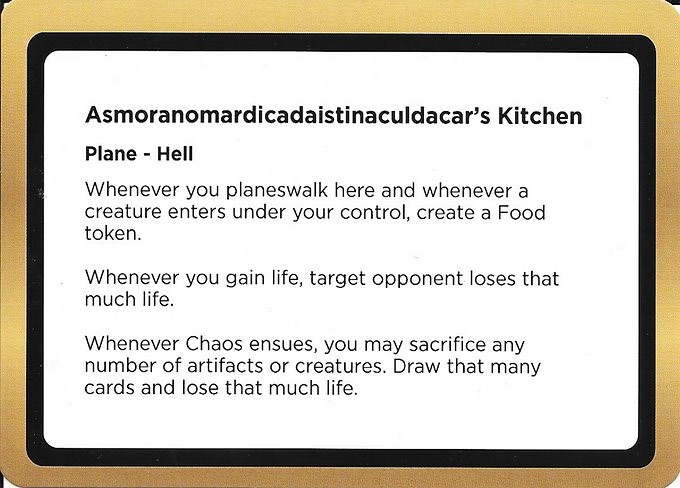 Asmoranomardicadaistinaculdacar's Kitchen
Plane - Hell
Whenever you planeswalk here and whenever a
creature enters under your control, create a Food
token.
Whenever you gain life, target opponent loses that
much life.
Whenever Chaos ensues, you may sacrifice any
number of artifacts or creatures. Draw that many
cards and lose that much life.